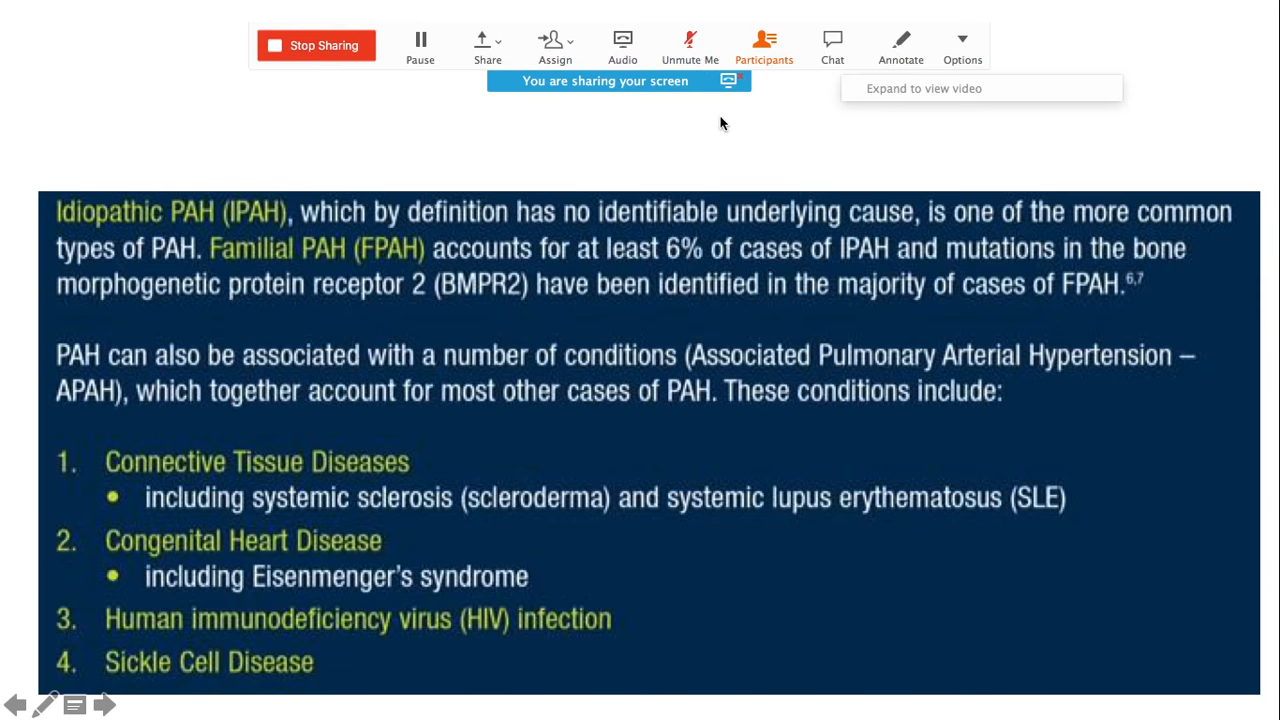 Stop Sharing
Pause
Share
Assign
Audio
Unmute Me
Participants
Chat
Annotate
Options
You are sharing your screen
Expand to view video
Idiopathic PAH (IPAH), which by definition has no identifiable underlying cause, is one of the more common
types of PAH. Familial PAH (FPAH) accounts for at least 6% of cases of IPAH and mutations in the bone
morphogenetic protein receptor 2 (BMPR2) have been identified in the majority of cases of FPAH.6,7
PAH can also be associated with a number of conditions (Associated Pulmonary Arterial Hypertension –
APAH), which together account for most other cases of PAH. These conditions include:
1. Connective Tissue Diseases
• including systemic sclerosis (scleroderma) and systemic lupus erythematosus (SLE)
2. Congenital Heart Disease
• including Eisenmenger's syndrome
3. Human immunodeficiency virus (HIV) infection
4. Sickle Cell Disease